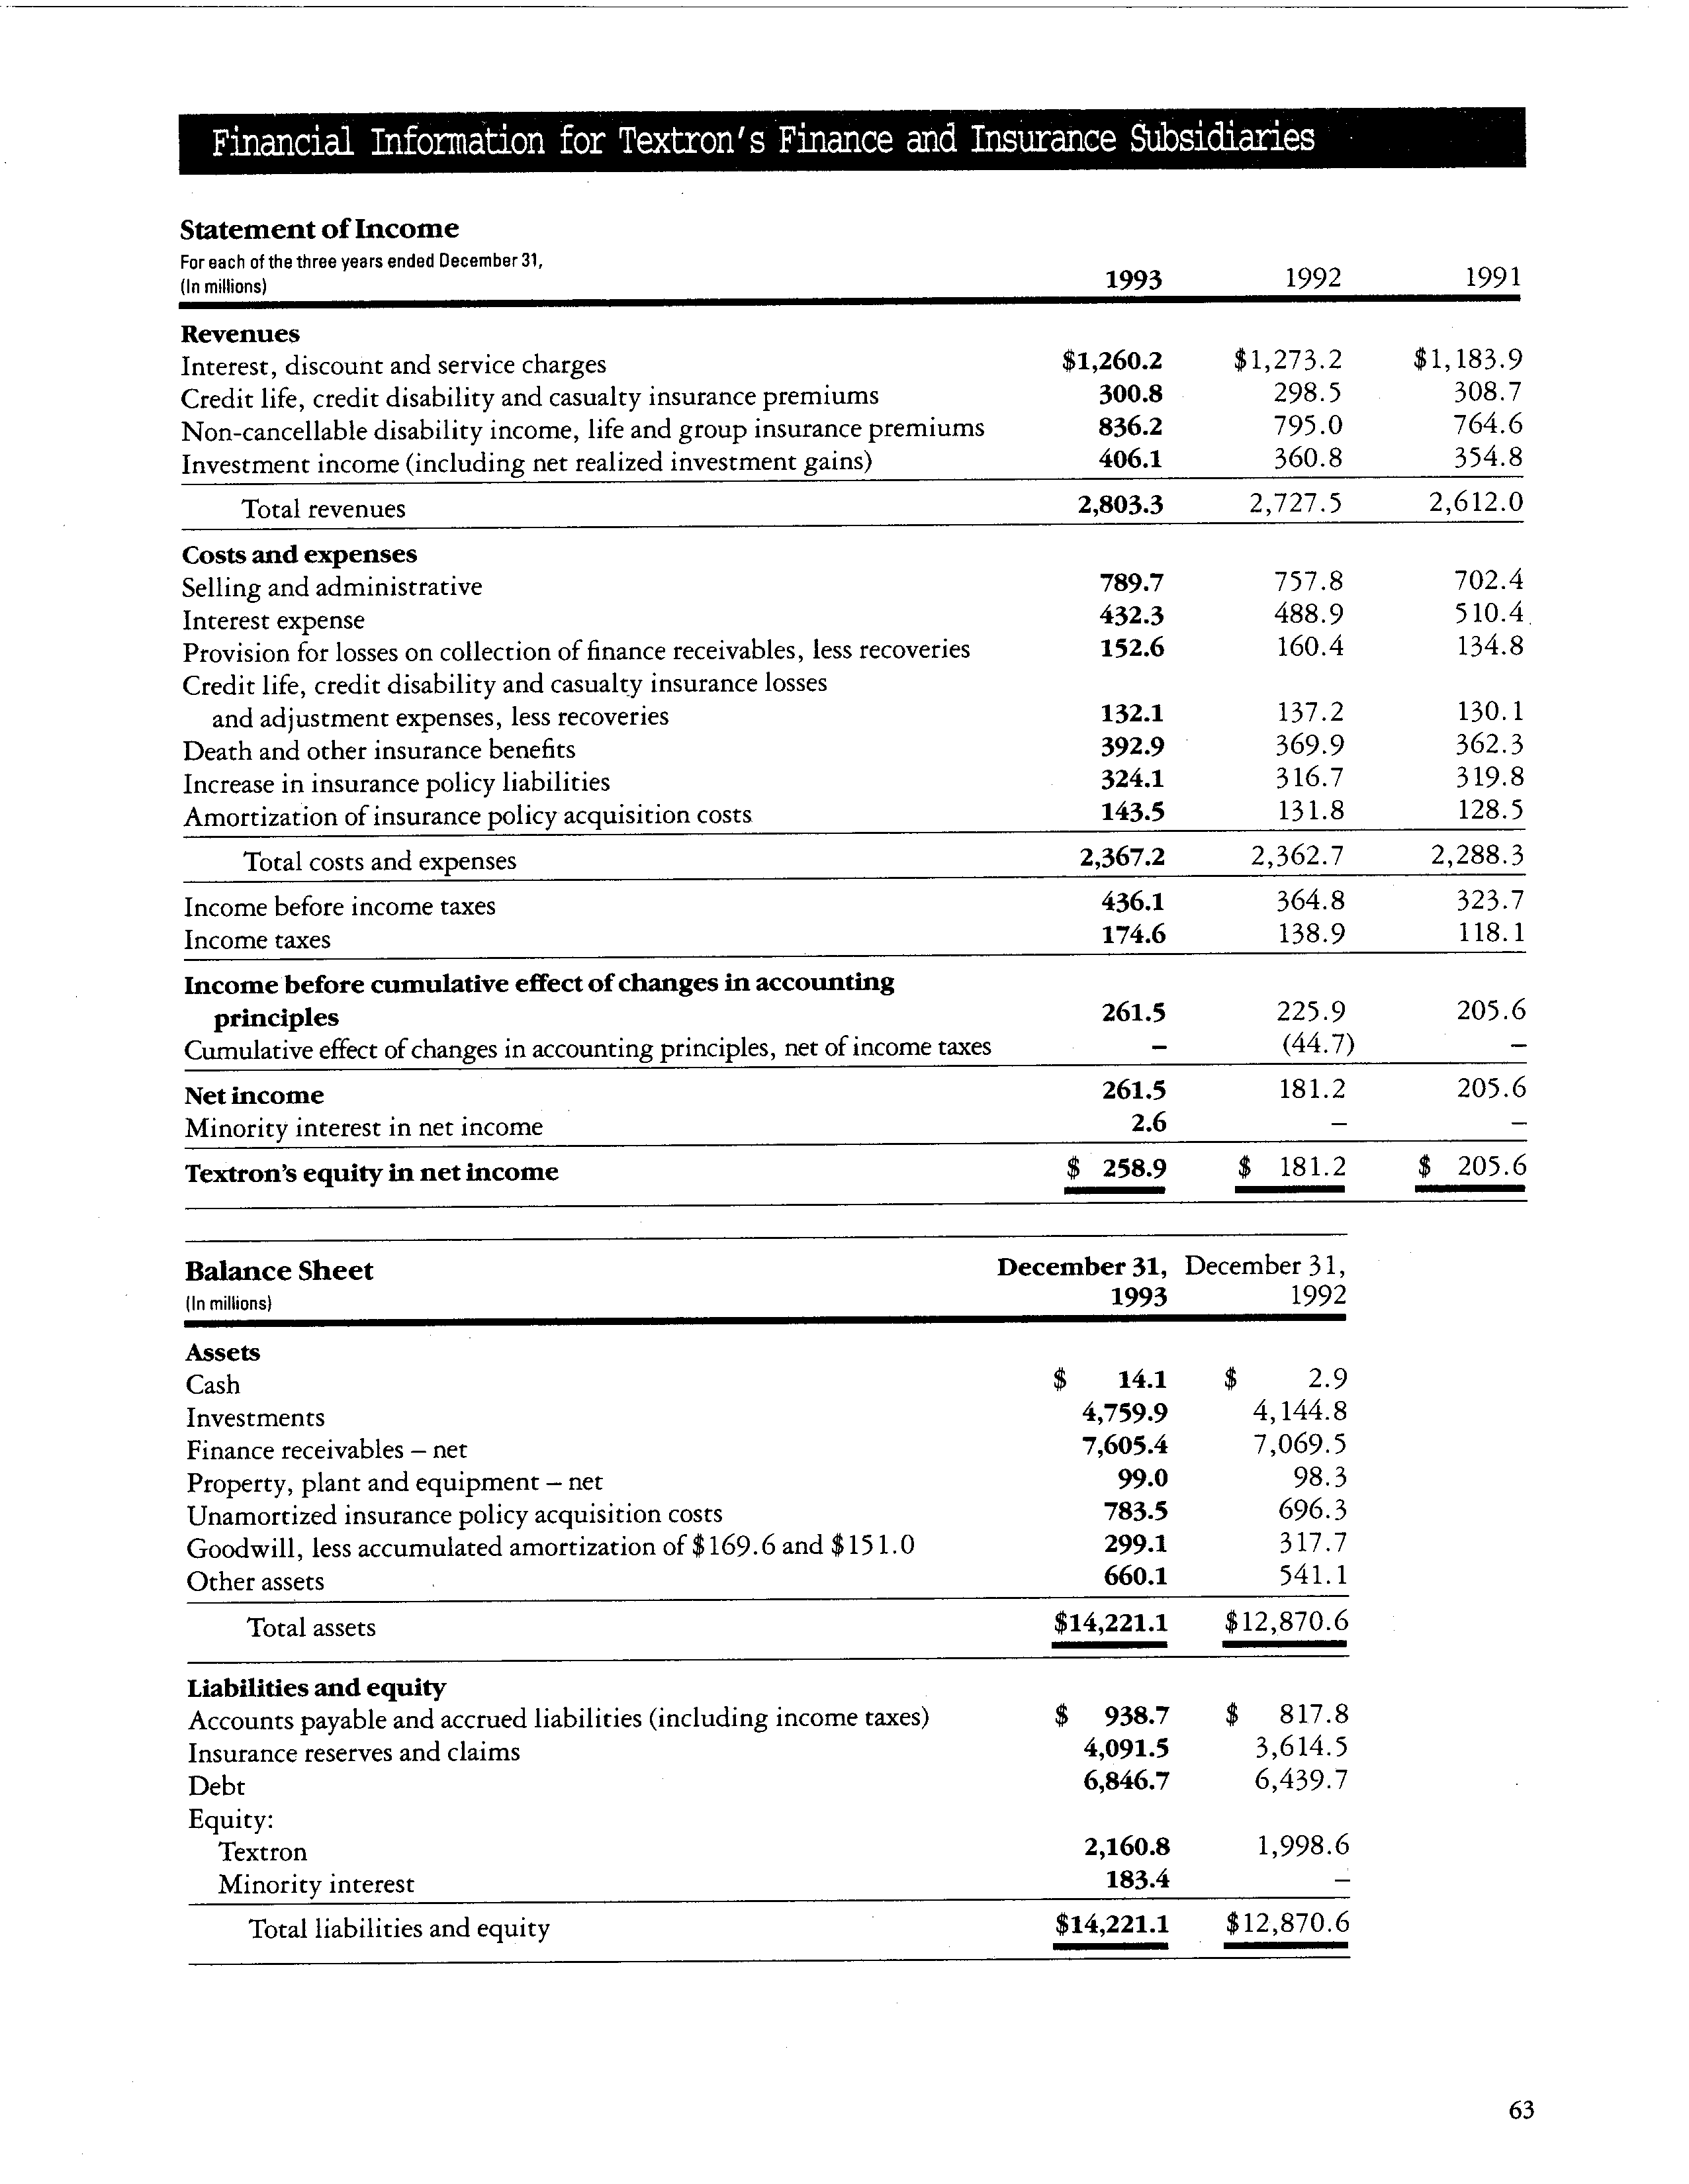 Financial Information for Textron's Finance and Insurance Subsidiaries
Statement of Income
For each of the three years ended December 31,
(In millions) 1993 1992 1991
Revenues
Interest, discount and service charges $1,260.2 $1,273.2 $1,183.9
Credit life, credit disability and casualty insurance premiums 300.8 298.5 308.7
Non-cancellable disability income, life and group insurance premiums 836.2 795.0 764.6
Investment income (including net realized investment gains) 406.1 360.8 354.8
Total revenues 2,803.3 2,727.5 2,612.0
Costs and expenses
Selling and administrative 789.7 757.8 702.4
Interest expense 432.3 488.9 510.4
Provision for losses on collection of finance receivables, less recoveries 152.6 160.4 134.8
Credit life, credit disability and casualty insurance losses
and adjustment expenses, less recoveries 132.1 137.2 130.1
Death and other insurance benefits 392.9 369.9 362.3
Increase in insurance policy liabilities 324.1 316.7 319.8
Amortization of insurance policy acquisition costs 143.5 131.8 128.5
Total costs and expenses 2,367.2 2,362.7 2,288.3
Income before income taxes 436.1 364.8 323.7
Income taxes 174.6 138.9 118.1
Income before cumulative effect of changes in accounting
principles 261.5 225.9 205.6
Cumulative effect of changes in accounting principles, net of income taxes – (44.7) –
Net income 261.5 181.2 205.6
Minority interest in net income 2.6 – –
Textron's equity in net income $ 258.9 $ 181.2 $ 205.6
Balance Sheet December 31, December 31,
(In millions) 1993 1992
Assets
Cash $ 14.1 $ 2.9
Investments 4,759.9 4,144.8
Finance receivables – net 7,605.4 7,069.5
Property, plant and equipment – net 99.0 98.3
Unamortized insurance policy acquisition costs 783.5 696.3
Goodwill, less accumulated amortization of $169.6 and $151.0 299.1 317.7
Other assets 660.1 541.1
Total assets $14,221.1 $12,870.6
Liabilities and equity
Accounts payable and accrued liabilities (including income taxes) $ 938.7 $ 817.8
Insurance reserves and claims 4,091.5 3,614.5
Debt 6,846.7 6,439.7
Equity:
Textron 2,160.8 1,998.6
Minority interest 183.4 –
Total liabilities and equity $14,221.1 $12,870.6
63